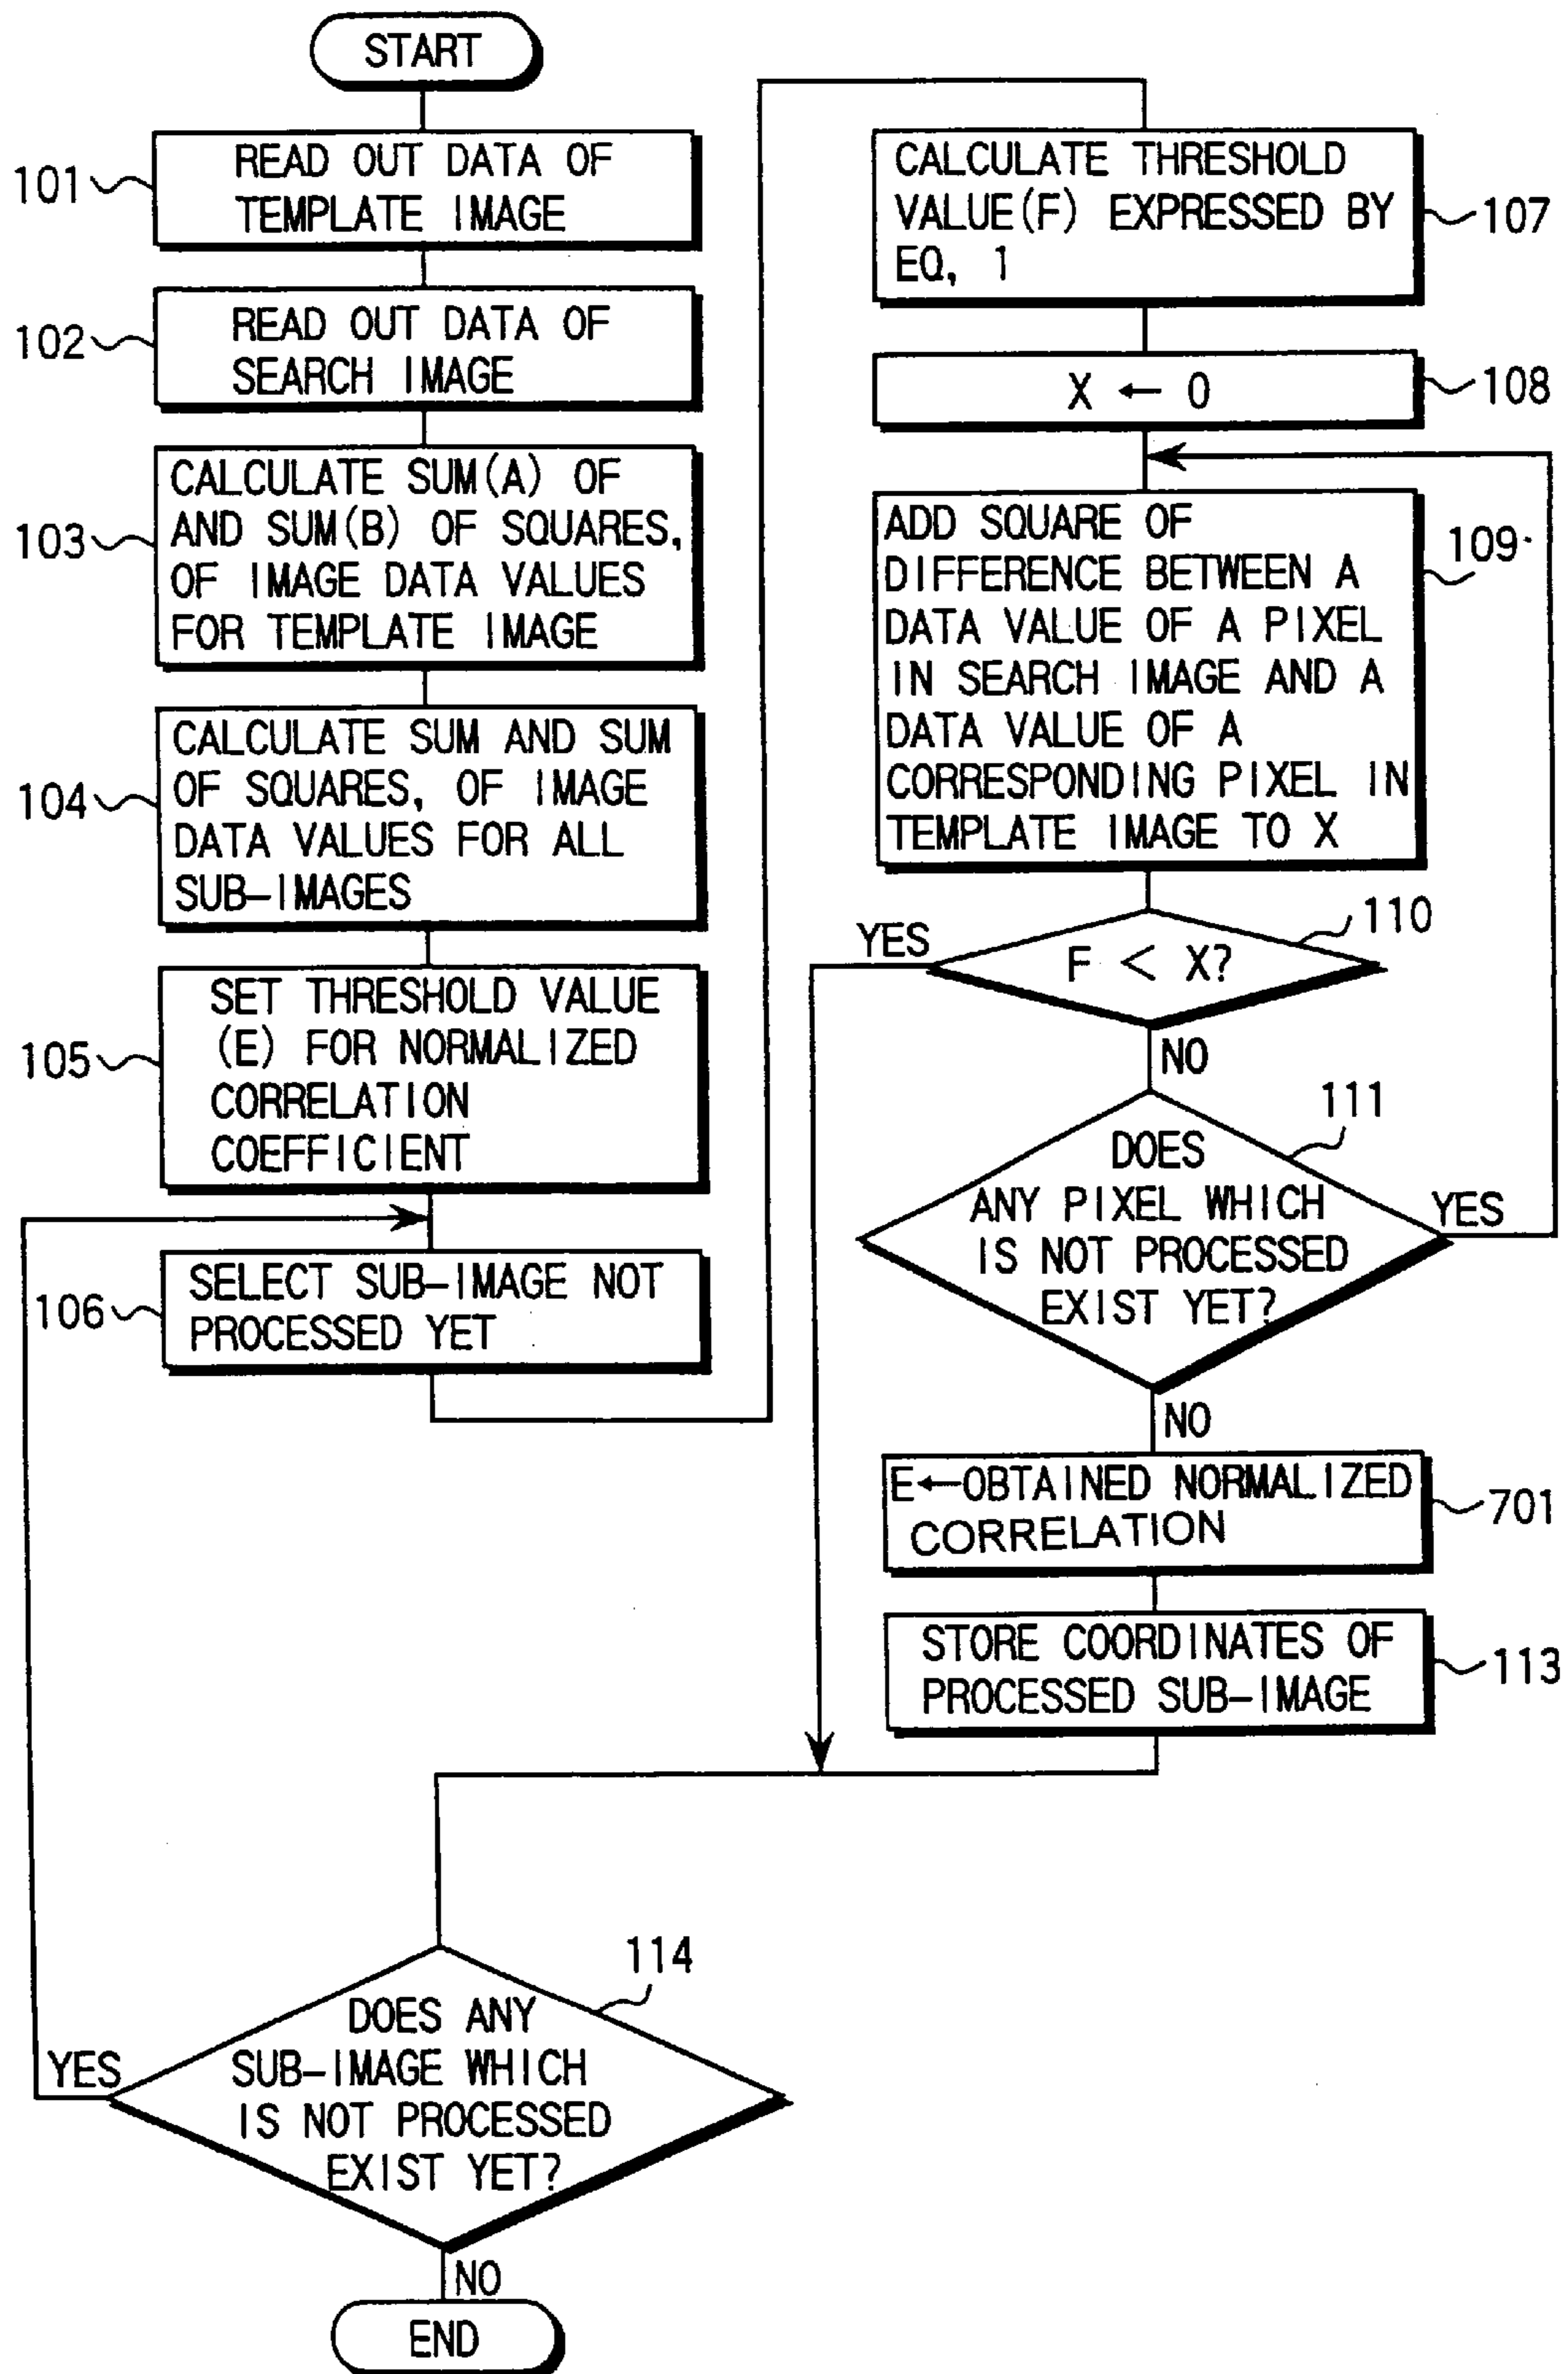 START
101
READ OUT DATA OF
TEMPLATE IMAGE
102
READ OUT DATA OF
SEARCH IMAGE
103
CALCULATE SUM(A) OF
AND SUM(B) OF SQUARES,
OF IMAGE DATA VALUES
FOR TEMPLATE IMAGE
104
CALCULATE SUM AND SUM
OF SQUARES, OF IMAGE
DATA VALUES FOR ALL
SUB-IMAGES
105
SET THRESHOLD VALUE
(E) FOR NORMALIZED
CORRELATION
COEFFICIENT
106
SELECT SUB-IMAGE NOT
PROCESSED YET
CALCULATE THRESHOLD
VALUE(F) EXPRESSED BY
EQ, 1
107
X ← 0
108
ADD SQUARE OF
DIFFERENCE BETWEEN A
DATA VALUE OF A PIXEL
IN SEARCH IMAGE AND A
DATA VALUE OF A
CORRESPONDING PIXEL IN
TEMPLATE IMAGE TO X
109
110
YES
F < X?
NO
111
DOES
ANY PIXEL WHICH
IS NOT PROCESSED
EXIST YET?
YES
NO
E←OBTAINED NORMALIZED
CORRELATION
701
STORE COORDINATES OF
PROCESSED SUB-IMAGE
113
114
DOES ANY
SUB-IMAGE WHICH
IS NOT PROCESSED
EXIST YET?
YES
NO
END